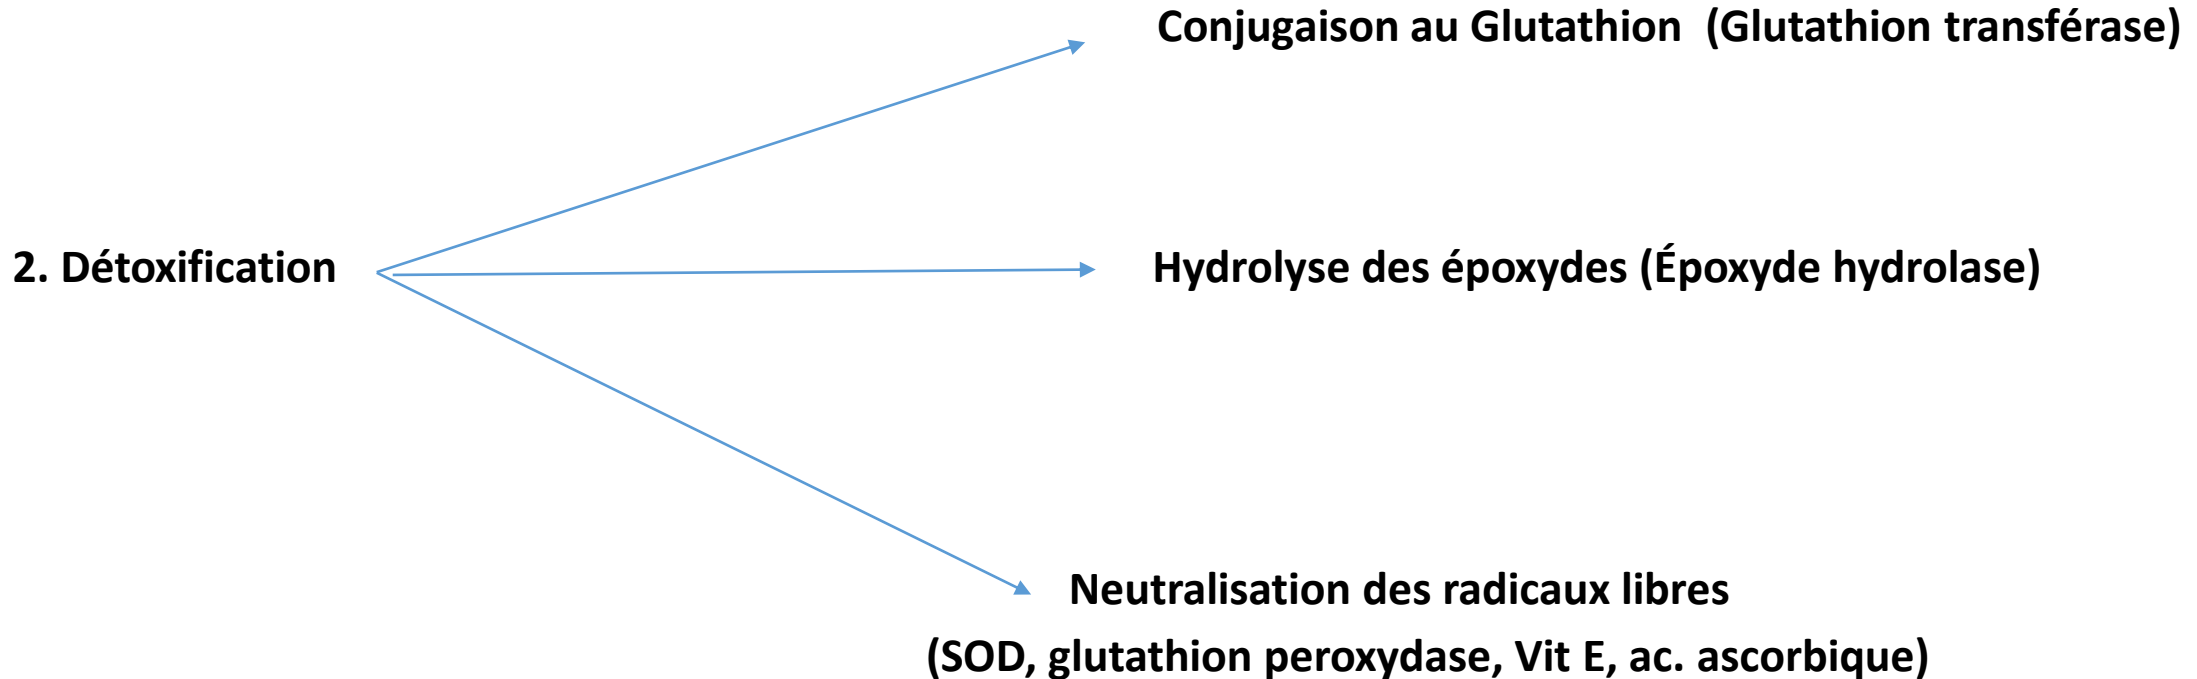 Conjugaison au Glutathion (Glutathion transférase)
2. Détoxification
Hydrolyse des époxydes (Époxyde hydrolase)
Neutralisation des radicaux libres
(SOD, glutathion peroxydase, Vit E, ac. ascorbique)